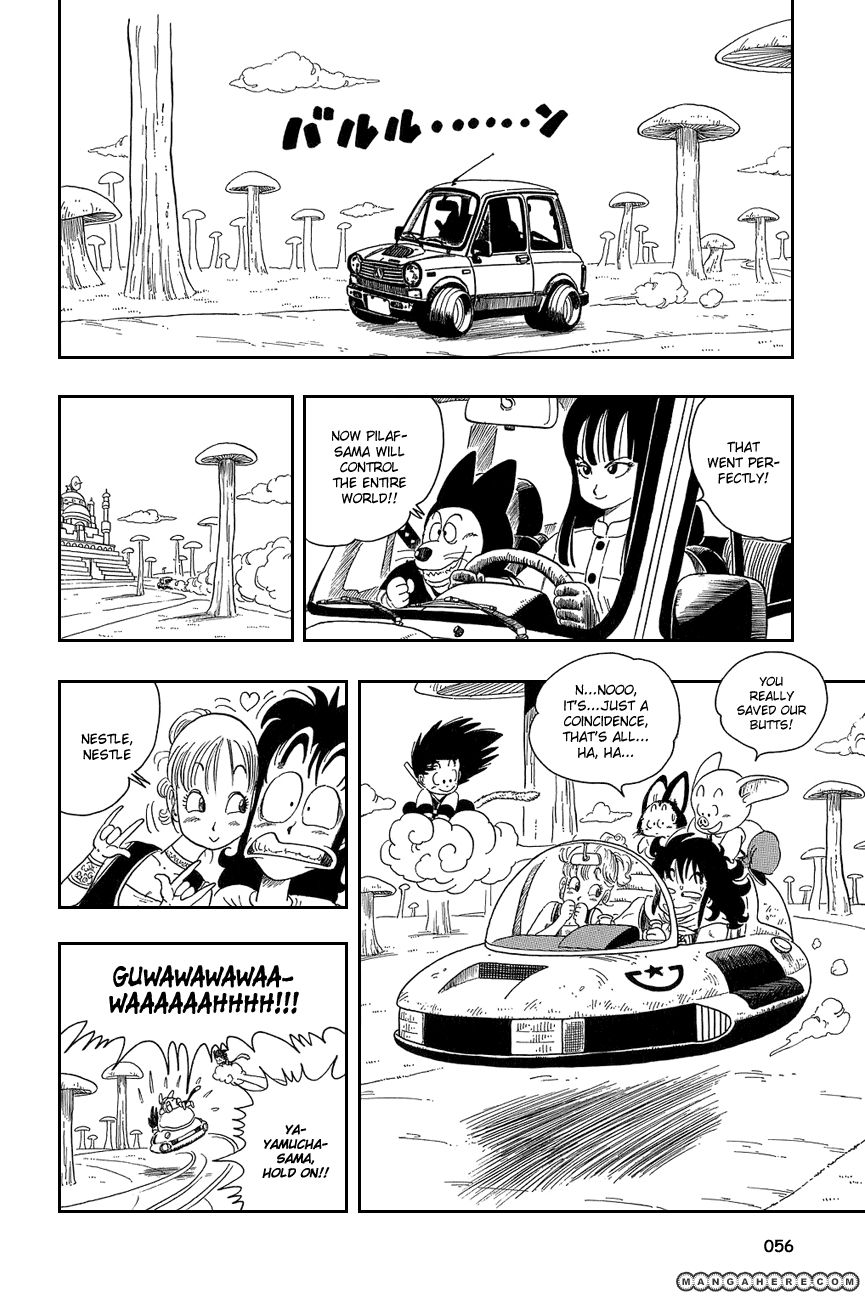 バルル・・・・・・ン
NOW PILAF-
SAMA WILL
CONTROL
THE ENTIRE
WORLD!!
THAT
WENT PER-
FECTLY!
NESTLE,
NESTLE
N...NOOO,
IT'S...JUST A
COINCIDENCE,
THAT'S ALL...
HA, HA...
YOU
REALLY
SAVED OUR
BUTTS!
GUWAWAWAWAA-
WAAAAAAHHHH!!!
YA-
YAMUCHA-
SAMA,
HOLD ON!!
056
MANGAHERE.COM